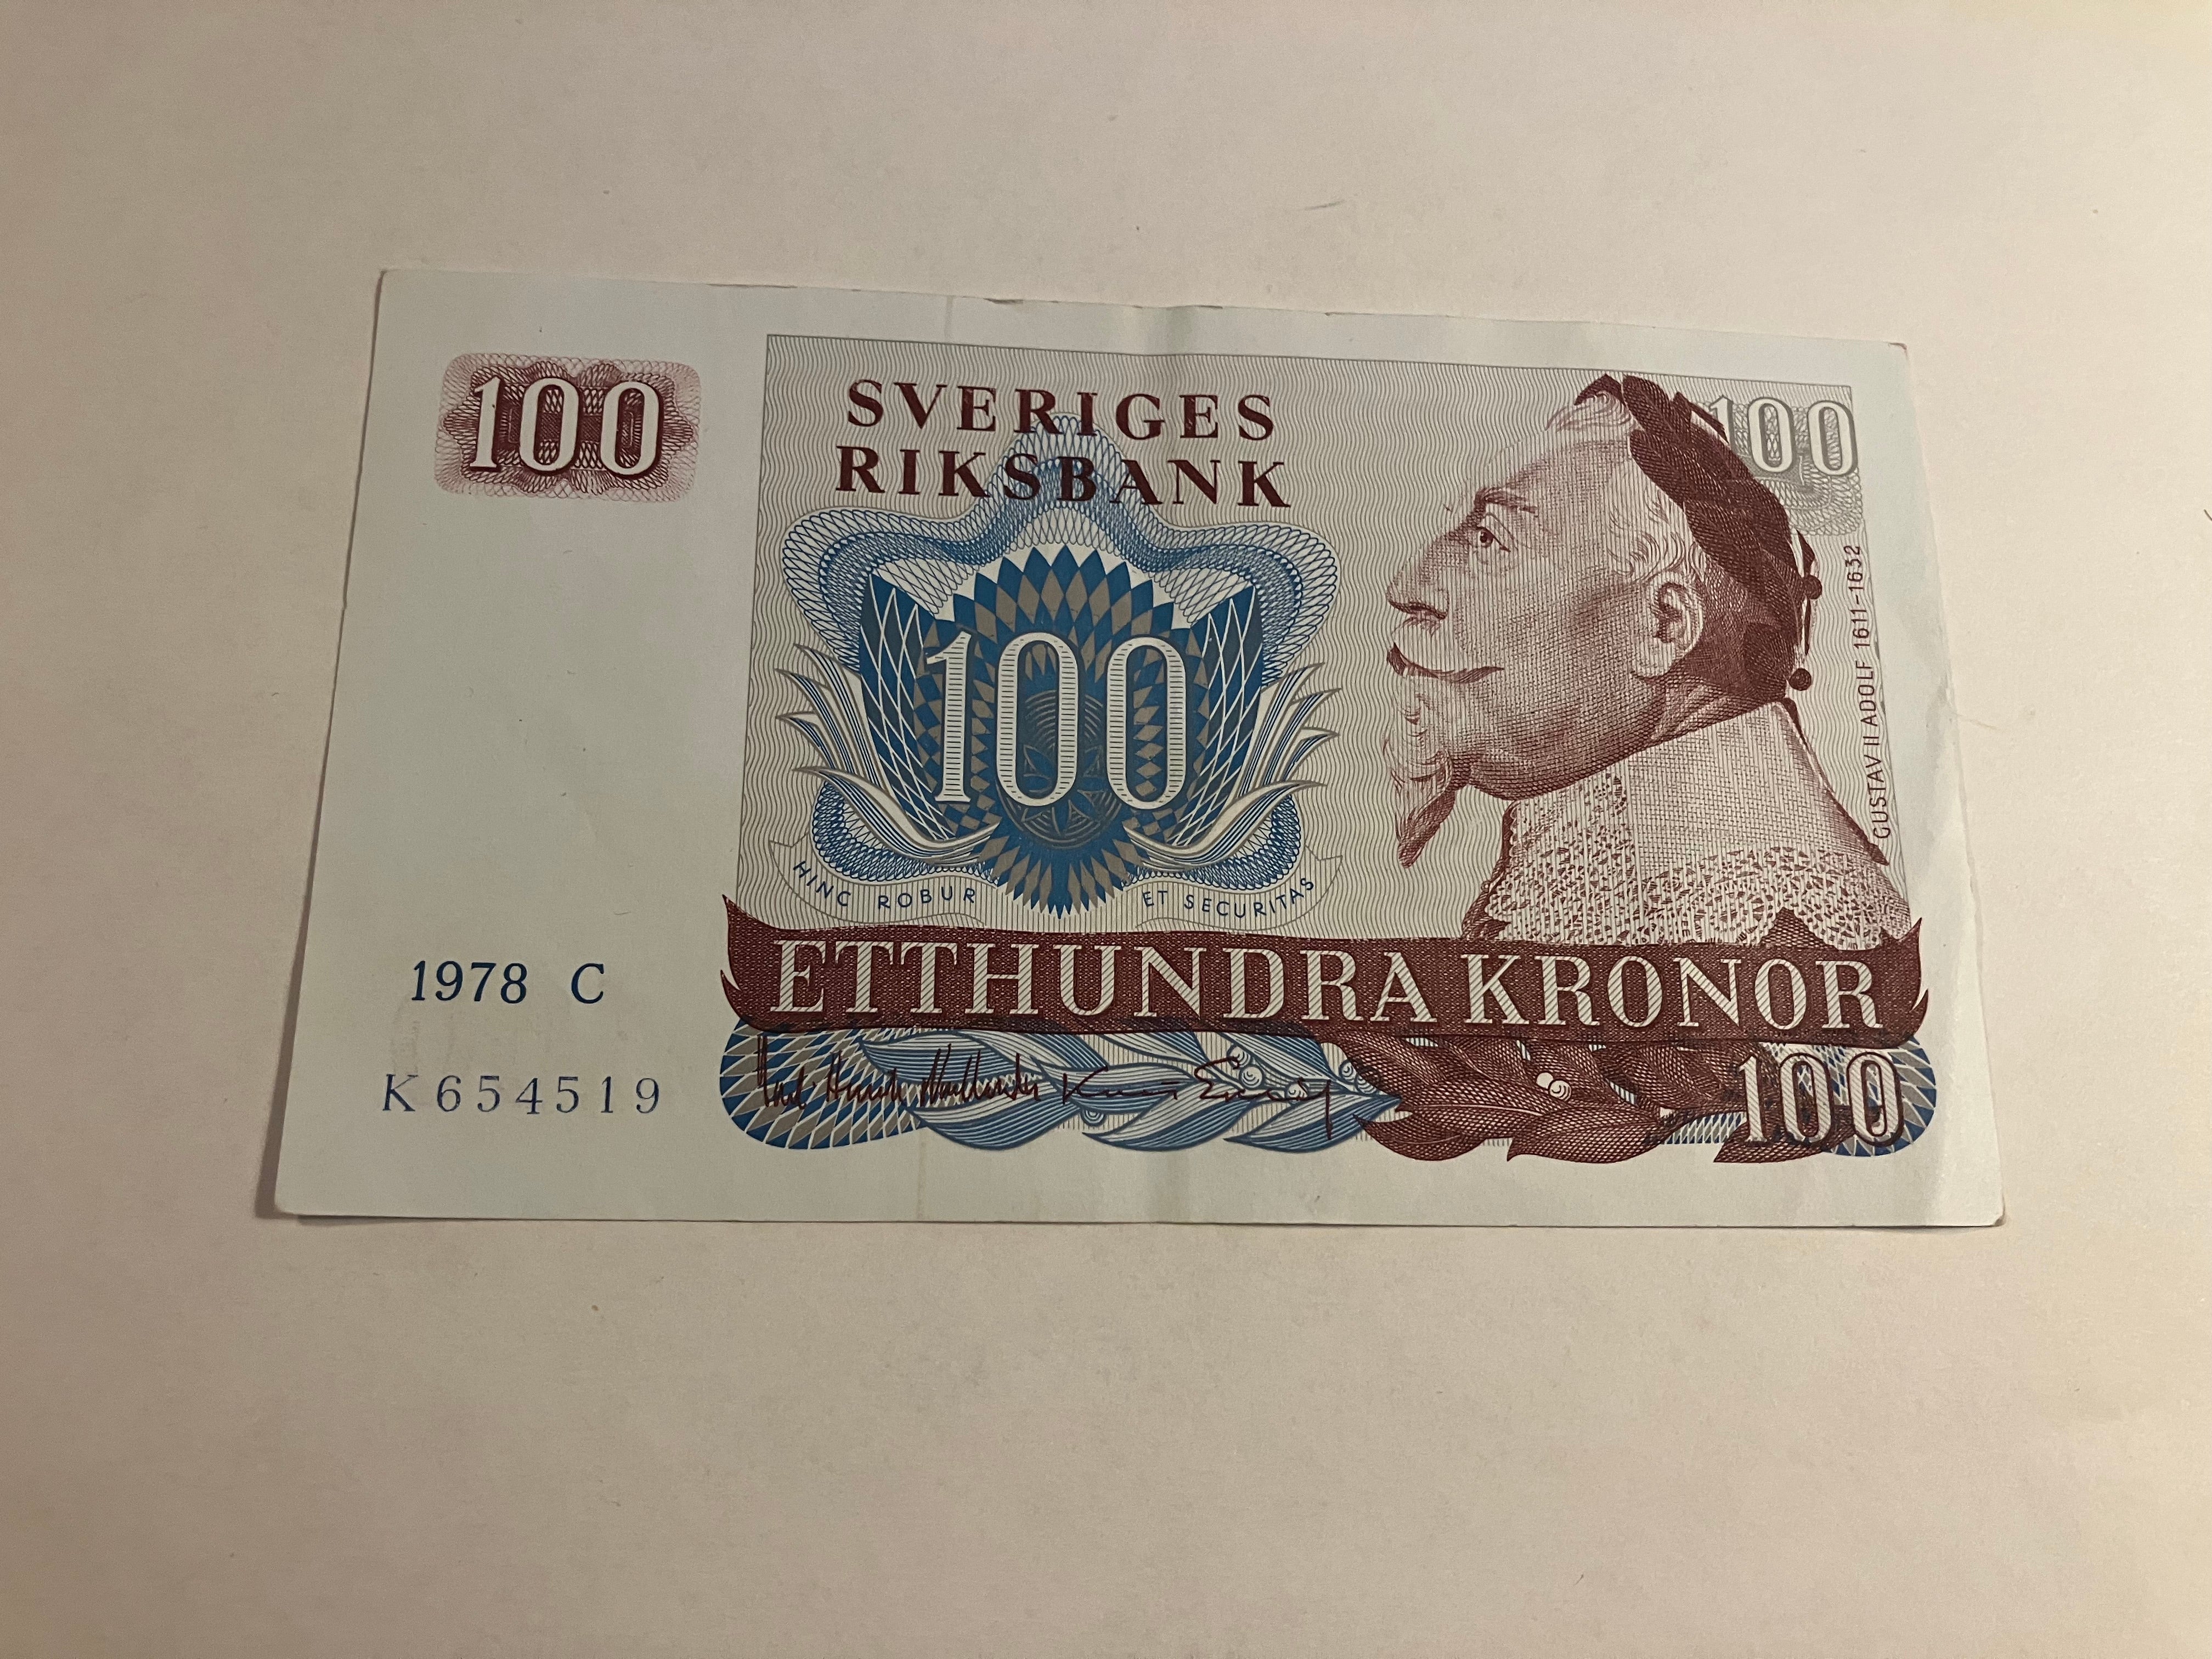 100
SVERIGES
RIKSBANK
100
100
GUSTAV II ADOLF 1611-1632
HINC ROBUR ET SECURITAS
ETTHUNDRA KRONOR
1978 C
K654519
100